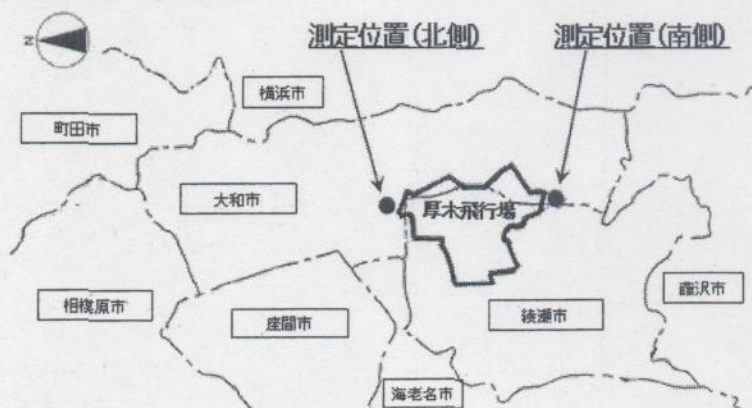 測定位置(北側)
測定位置(南側)
N
横浜市
町田市
大和市
厚木飛行場
相模原市
座間市
綾瀬市
藤沢市
海老名市